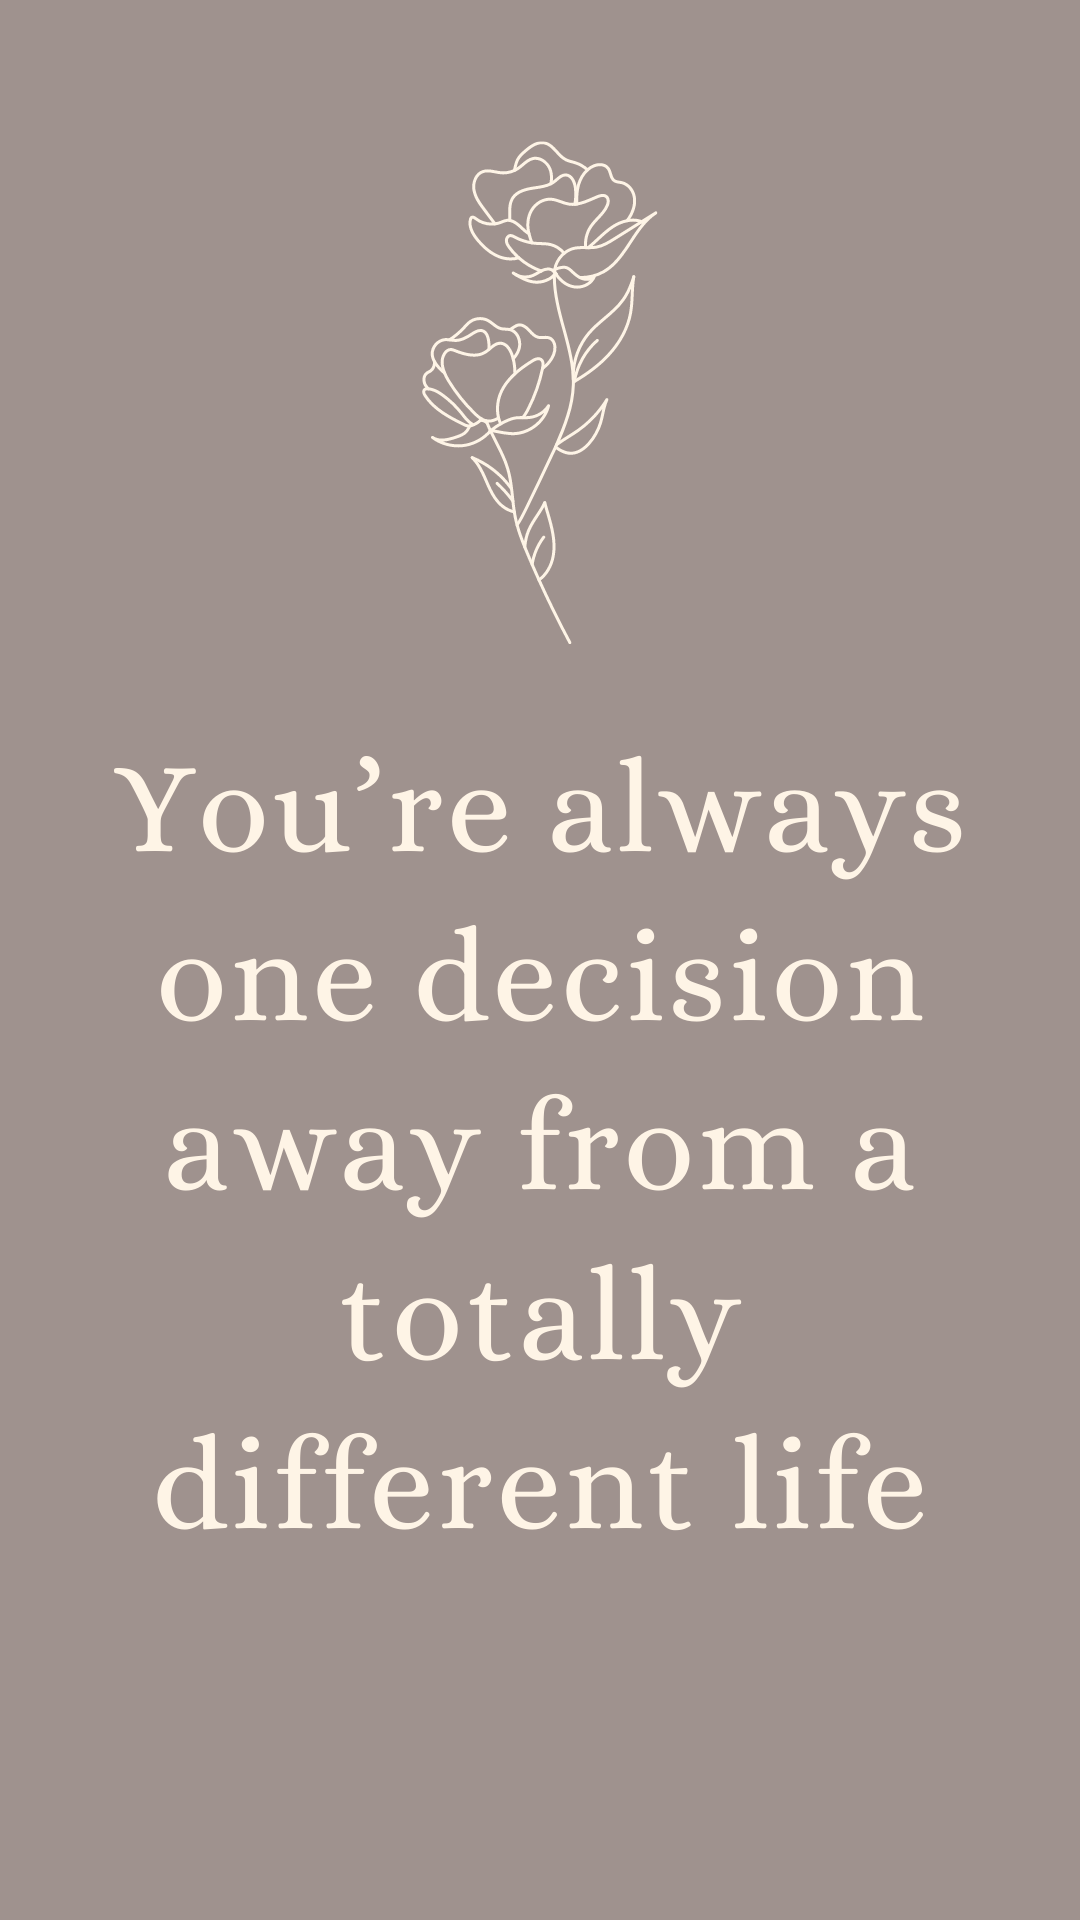 You’re always
one decision
away from a
totally
different life